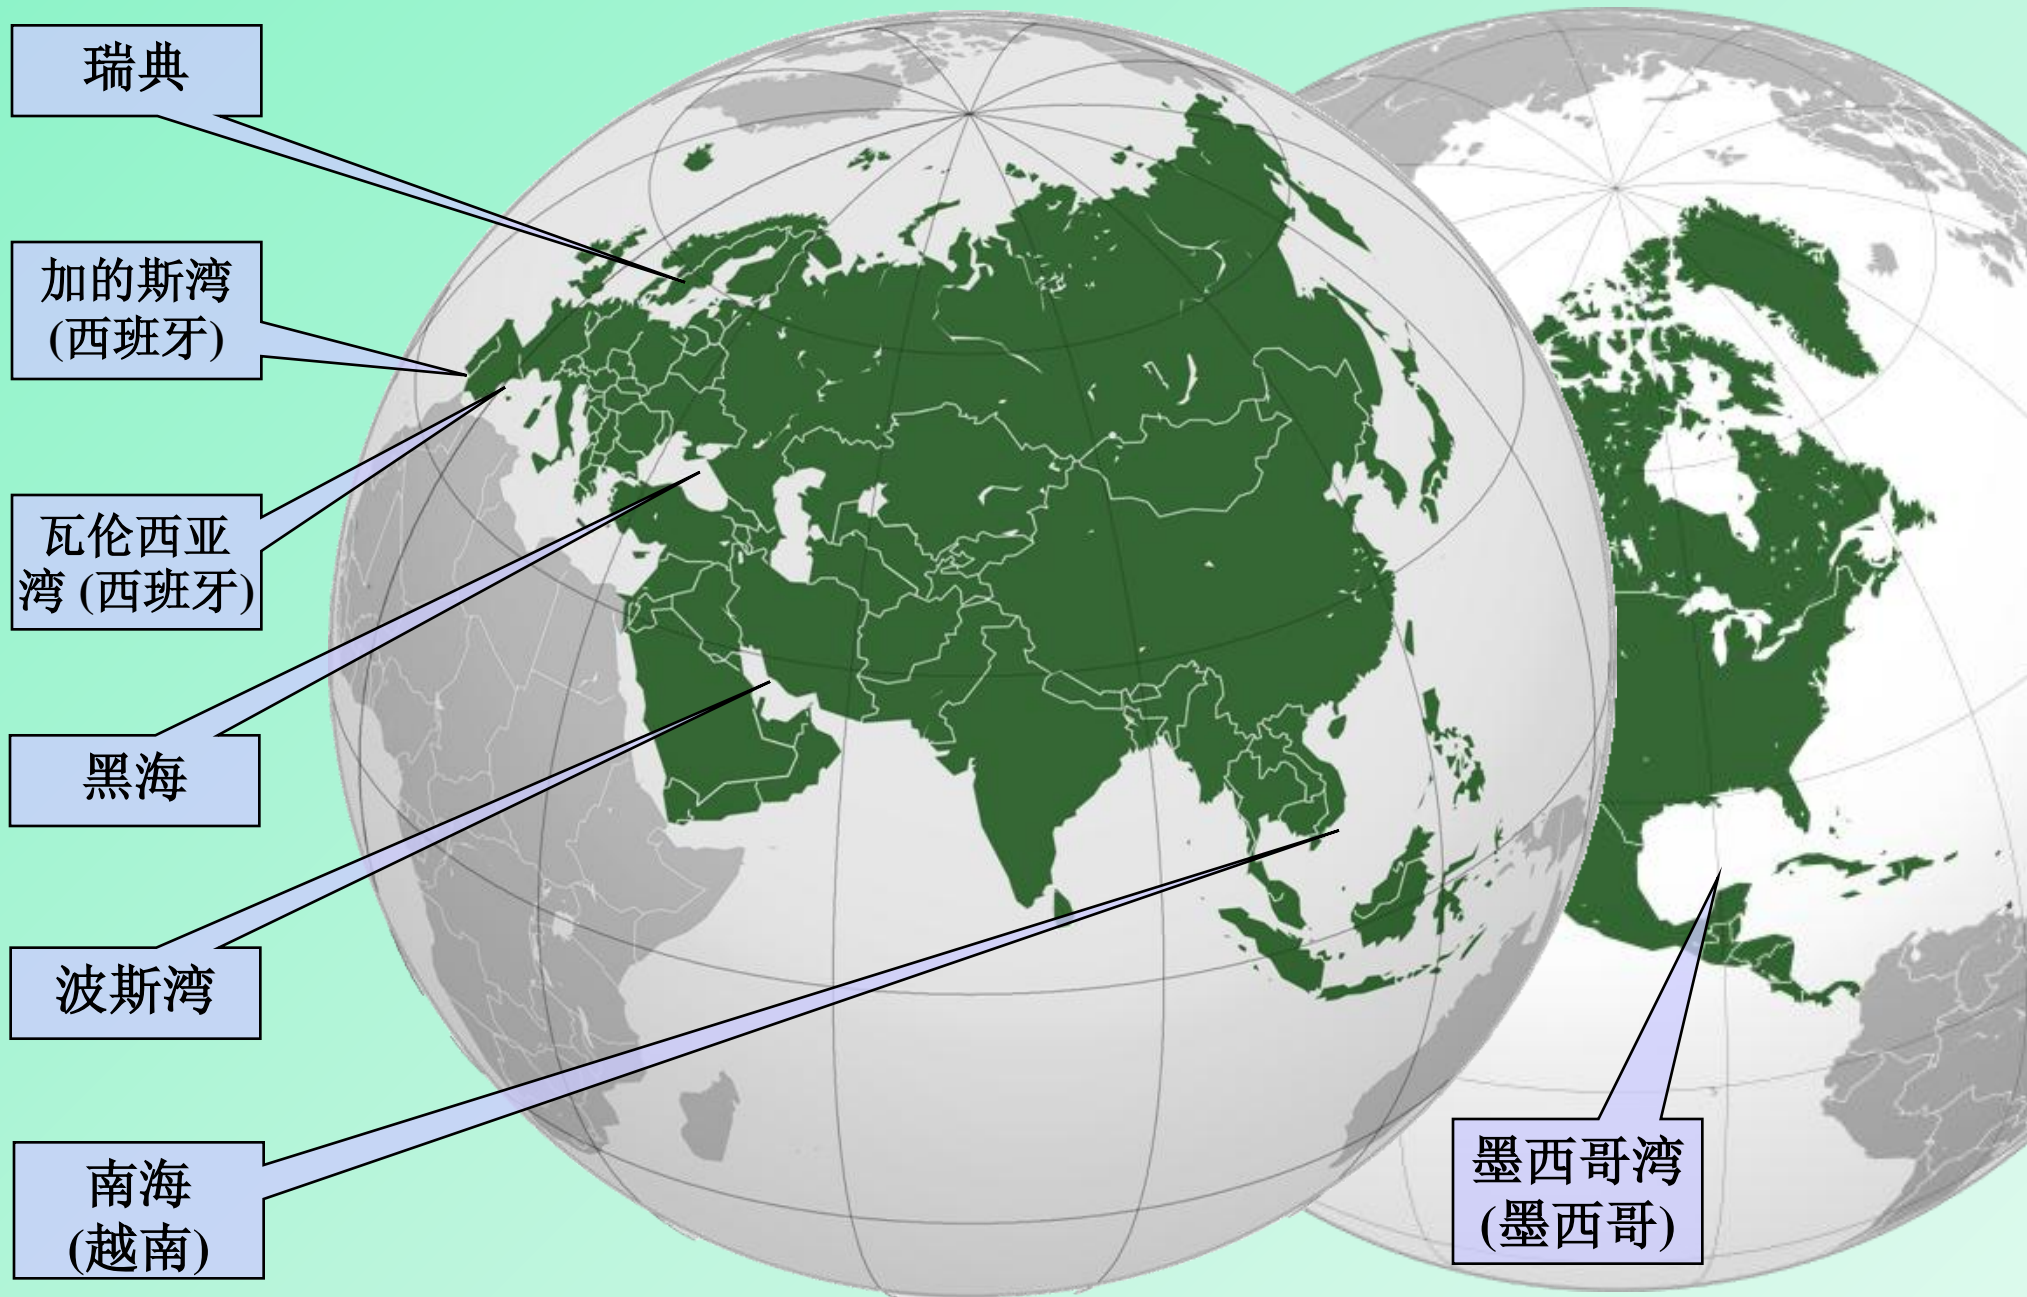 瑞典
加的斯湾
(西班牙)
瓦伦西亚
湾 (西班牙)
黑海
波斯湾
南海
(越南)
墨西哥湾
(墨西哥)